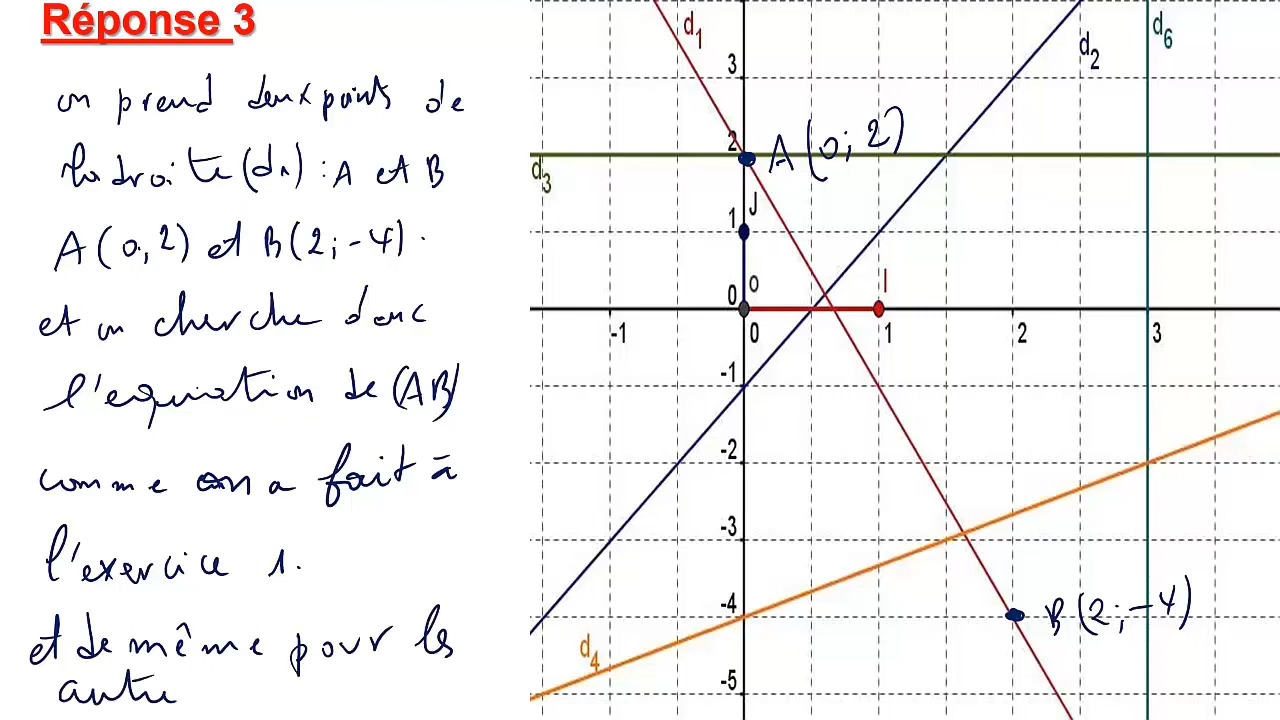 Réponse 3
on prend deux points de
la droite (d1) : A et B
A (0, 2) et B (2; -4).
et on cherche donc
l'equation de (AB)
comme on a fait à
l'exercice 1.
et de même pour les
autre
d1
d2
d6
3
2
A (0; 2)
d3
J
1
0
O
I
-1
0
1
2
3
-1
-2
-3
-4
B (2; -4)
d4
-5